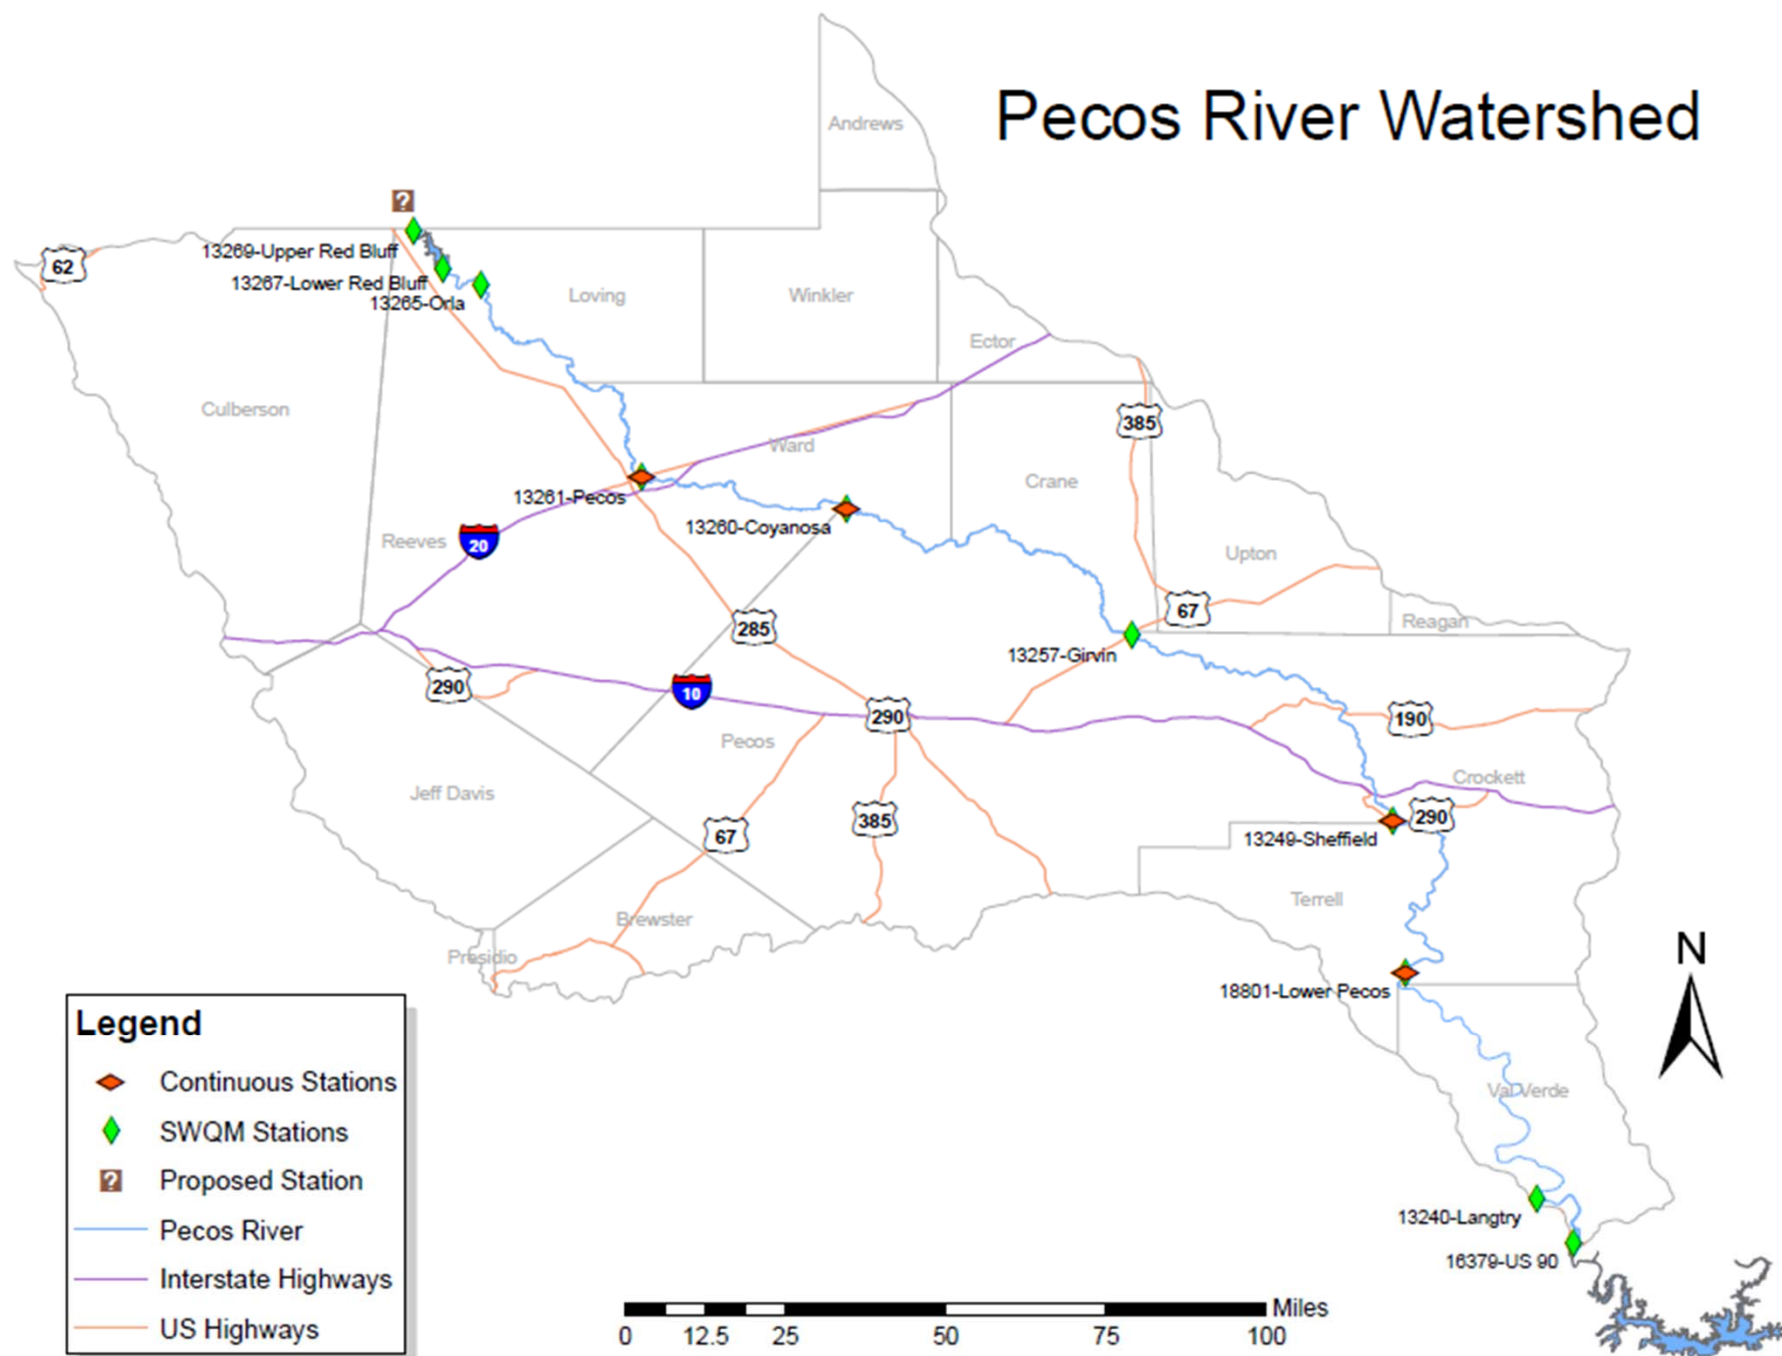 Pecos River Watershed
Andrews
?
13269-Upper Red Bluff
62
13267-Lower Red Bluff
13265-Orla
Loving
Winkler
Ector
Culberson
385
Ward
Crane
13261-Pecos
13260-Coyanosa
Reeves
20
Upton
67
285
Reagan
13257-Girvin
290
10
290
190
Pecos
Crockett
Jeff Davis
67
385
290
13249-Sheffield
Terrell
Brewster
Presidio
N
18801-Lower Pecos
Val Verde
13240-Langtry
16379-US 90
Legend
Continuous Stations
SWQM Stations
? Proposed Station
Pecos River
Interstate Highways
US Highways
Miles
0 12.5 25 50 75 100